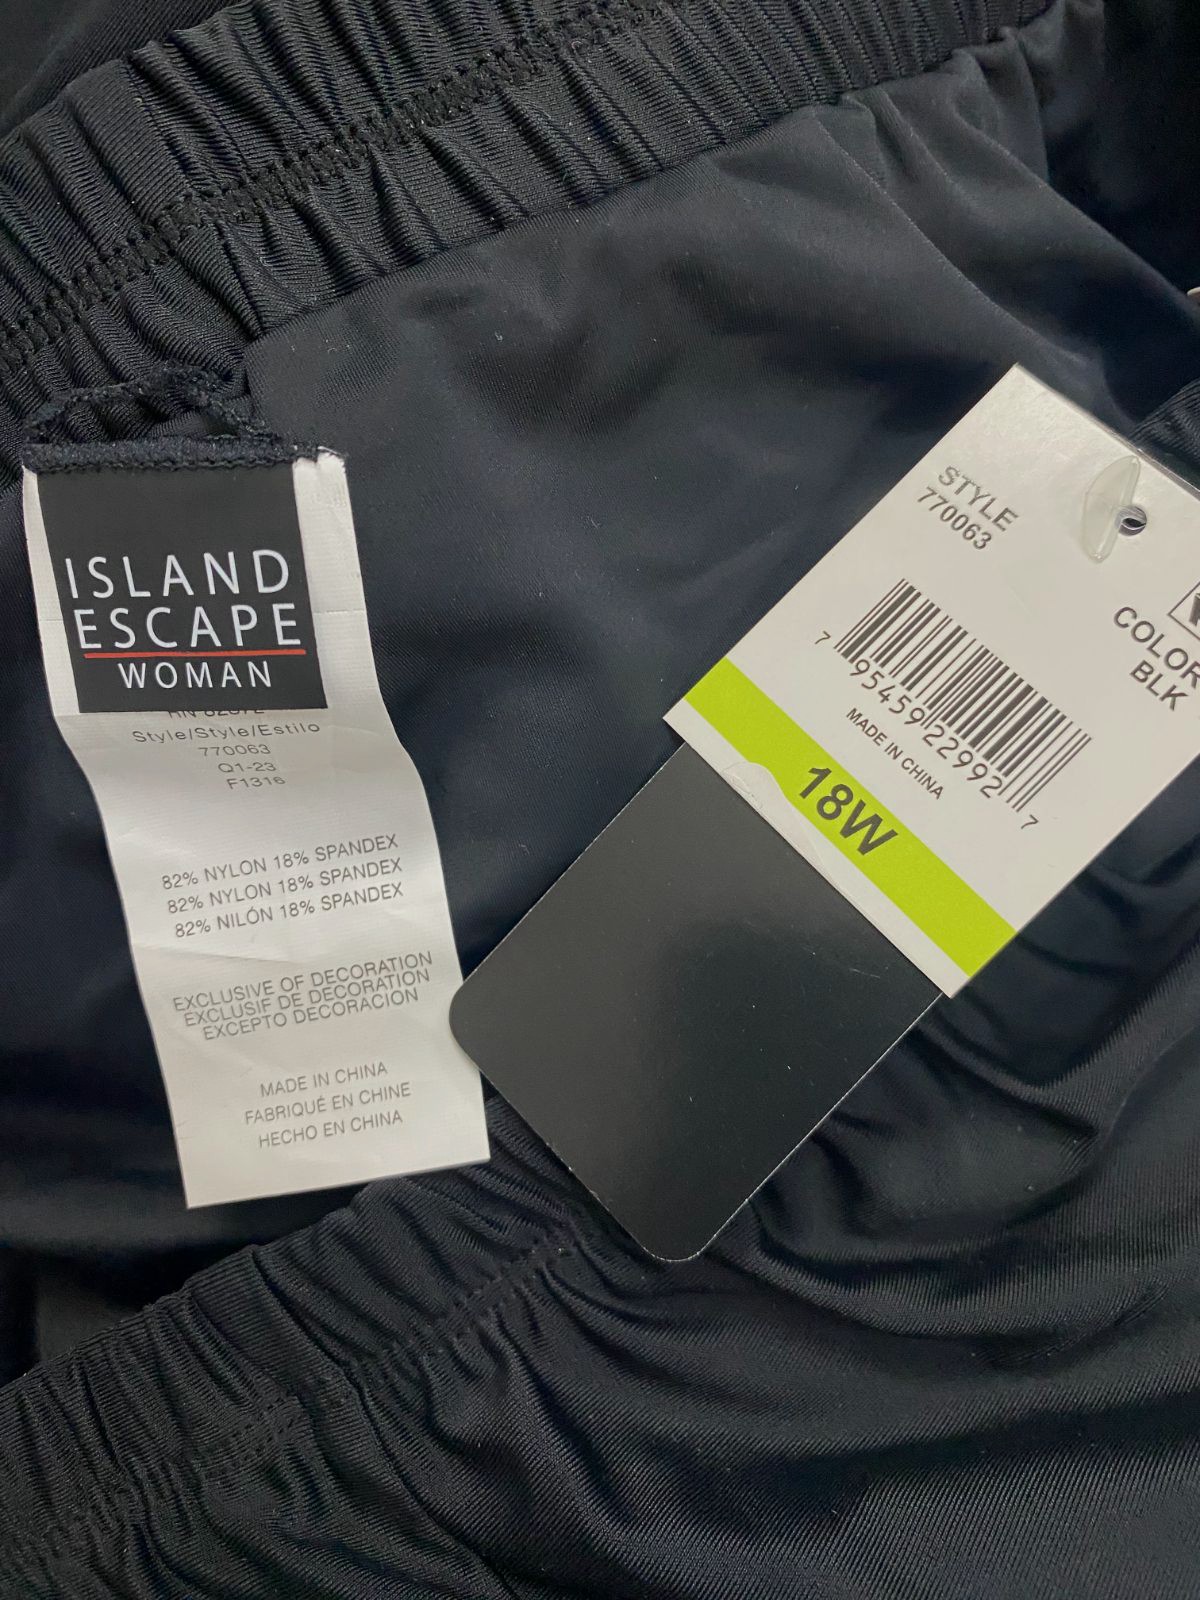 ISLAND
ESCAPE
WOMAN
Style/Style/Estilo
770063
Q1-23
F1316
82% NYLON 18% SPANDEX
82% NYLON 18% SPANDEX
82% NILÓN 18% SPANDEX
EXCLUSIVE OF DECORATION
EXCLUSIF DE DECORATION
EXCEPTO DECORACION
MADE IN CHINA
FABRIQUÉ EN CHINE
HECHO EN CHINA
STYLE
770063
COLOR
BLK
7 95459 22992 7
MADE IN CHINA
18W